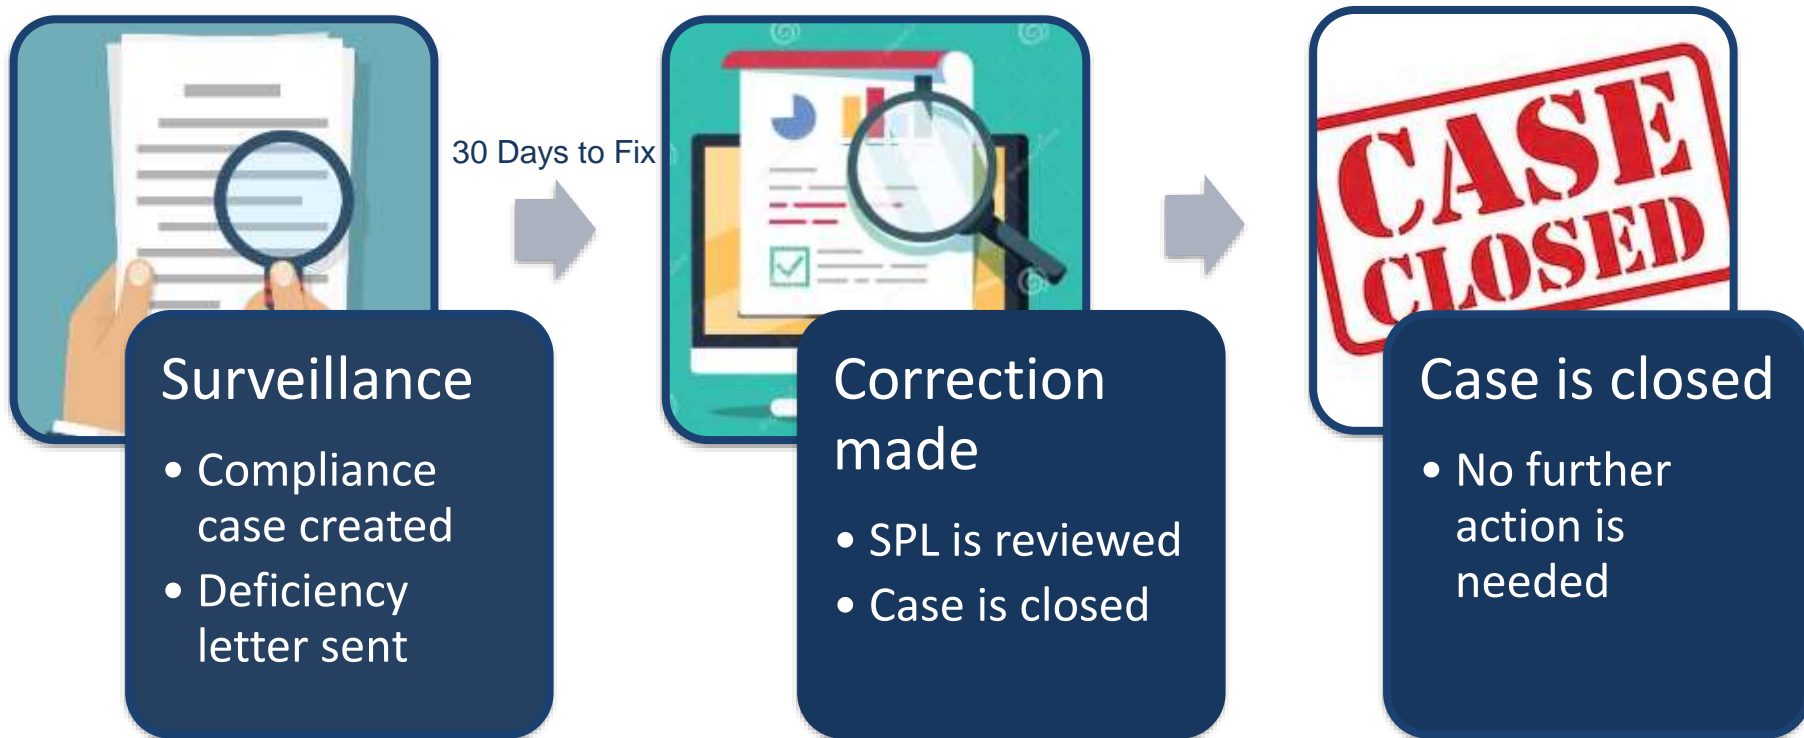 30 Days to Fix
CASE
CLOSED
Surveillance
• Compliance
case created
• Deficiency
letter sent
Correction
made
• SPL is reviewed
• Case is closed
Case is closed
• No further
action is
needed